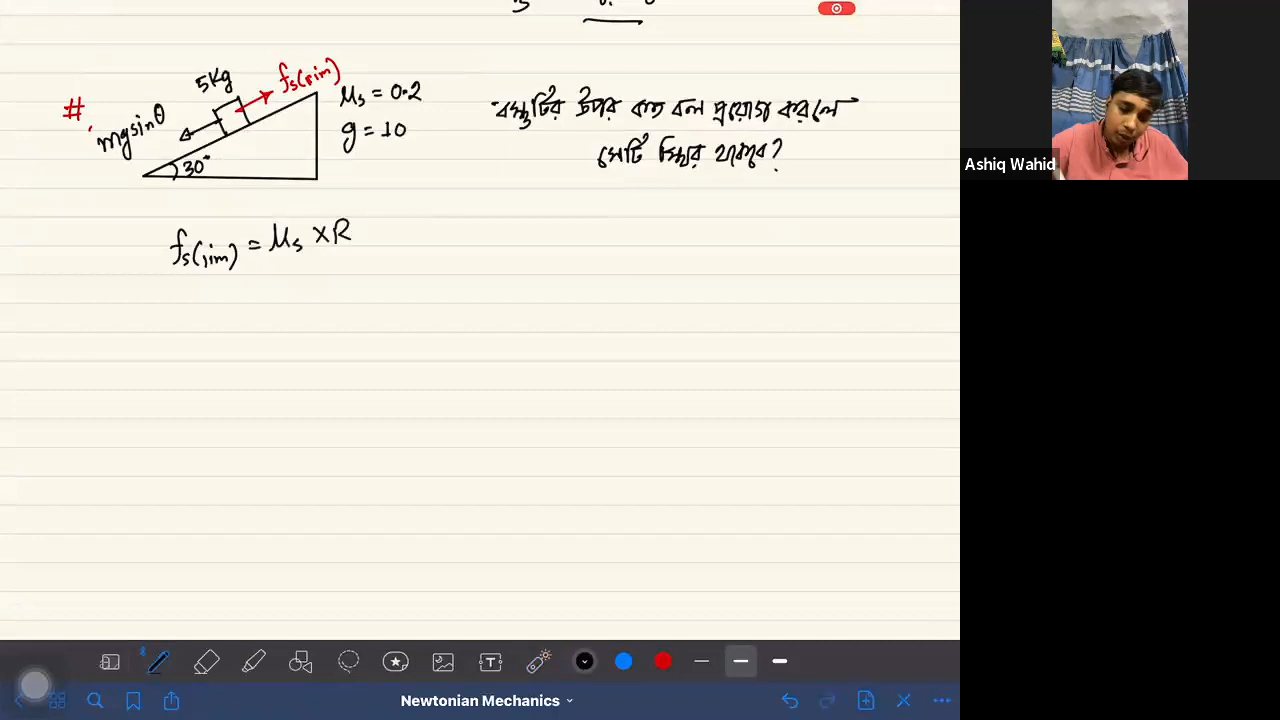 5Kg
fs(lim)
#
mgsinθ
30°
μs = 0.2
g = 10
বস্তুটির উপর কত বল প্রয়োগ করলে
সেটি স্থির থাকবে?
fs(lim) = μs × R
Ashiq Wahid
Newtonian Mechanics